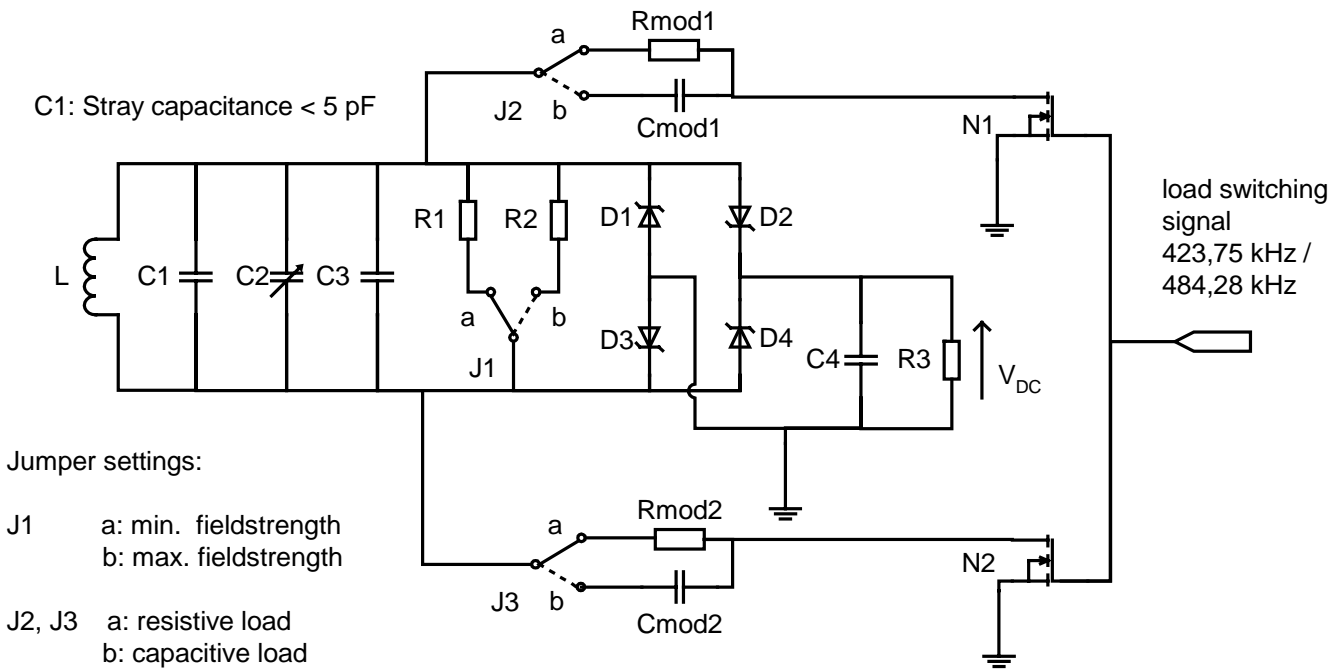 Rmod1
a
C1: Stray capacitance < 5 pF
J2
b
Cmod1
N1
load switching
signal
423,75 kHz /
484,28 kHz
R1
R2
D1
D2
L
C1
C2
C3
a
b
J1
D3
D4
C4
R3
VDC
Jumper settings:
J1 a: min. fieldstrength
b: max. fieldstrength
J2, J3 a: resistive load
b: capacitive load
Rmod2
a
J3
b
Cmod2
N2